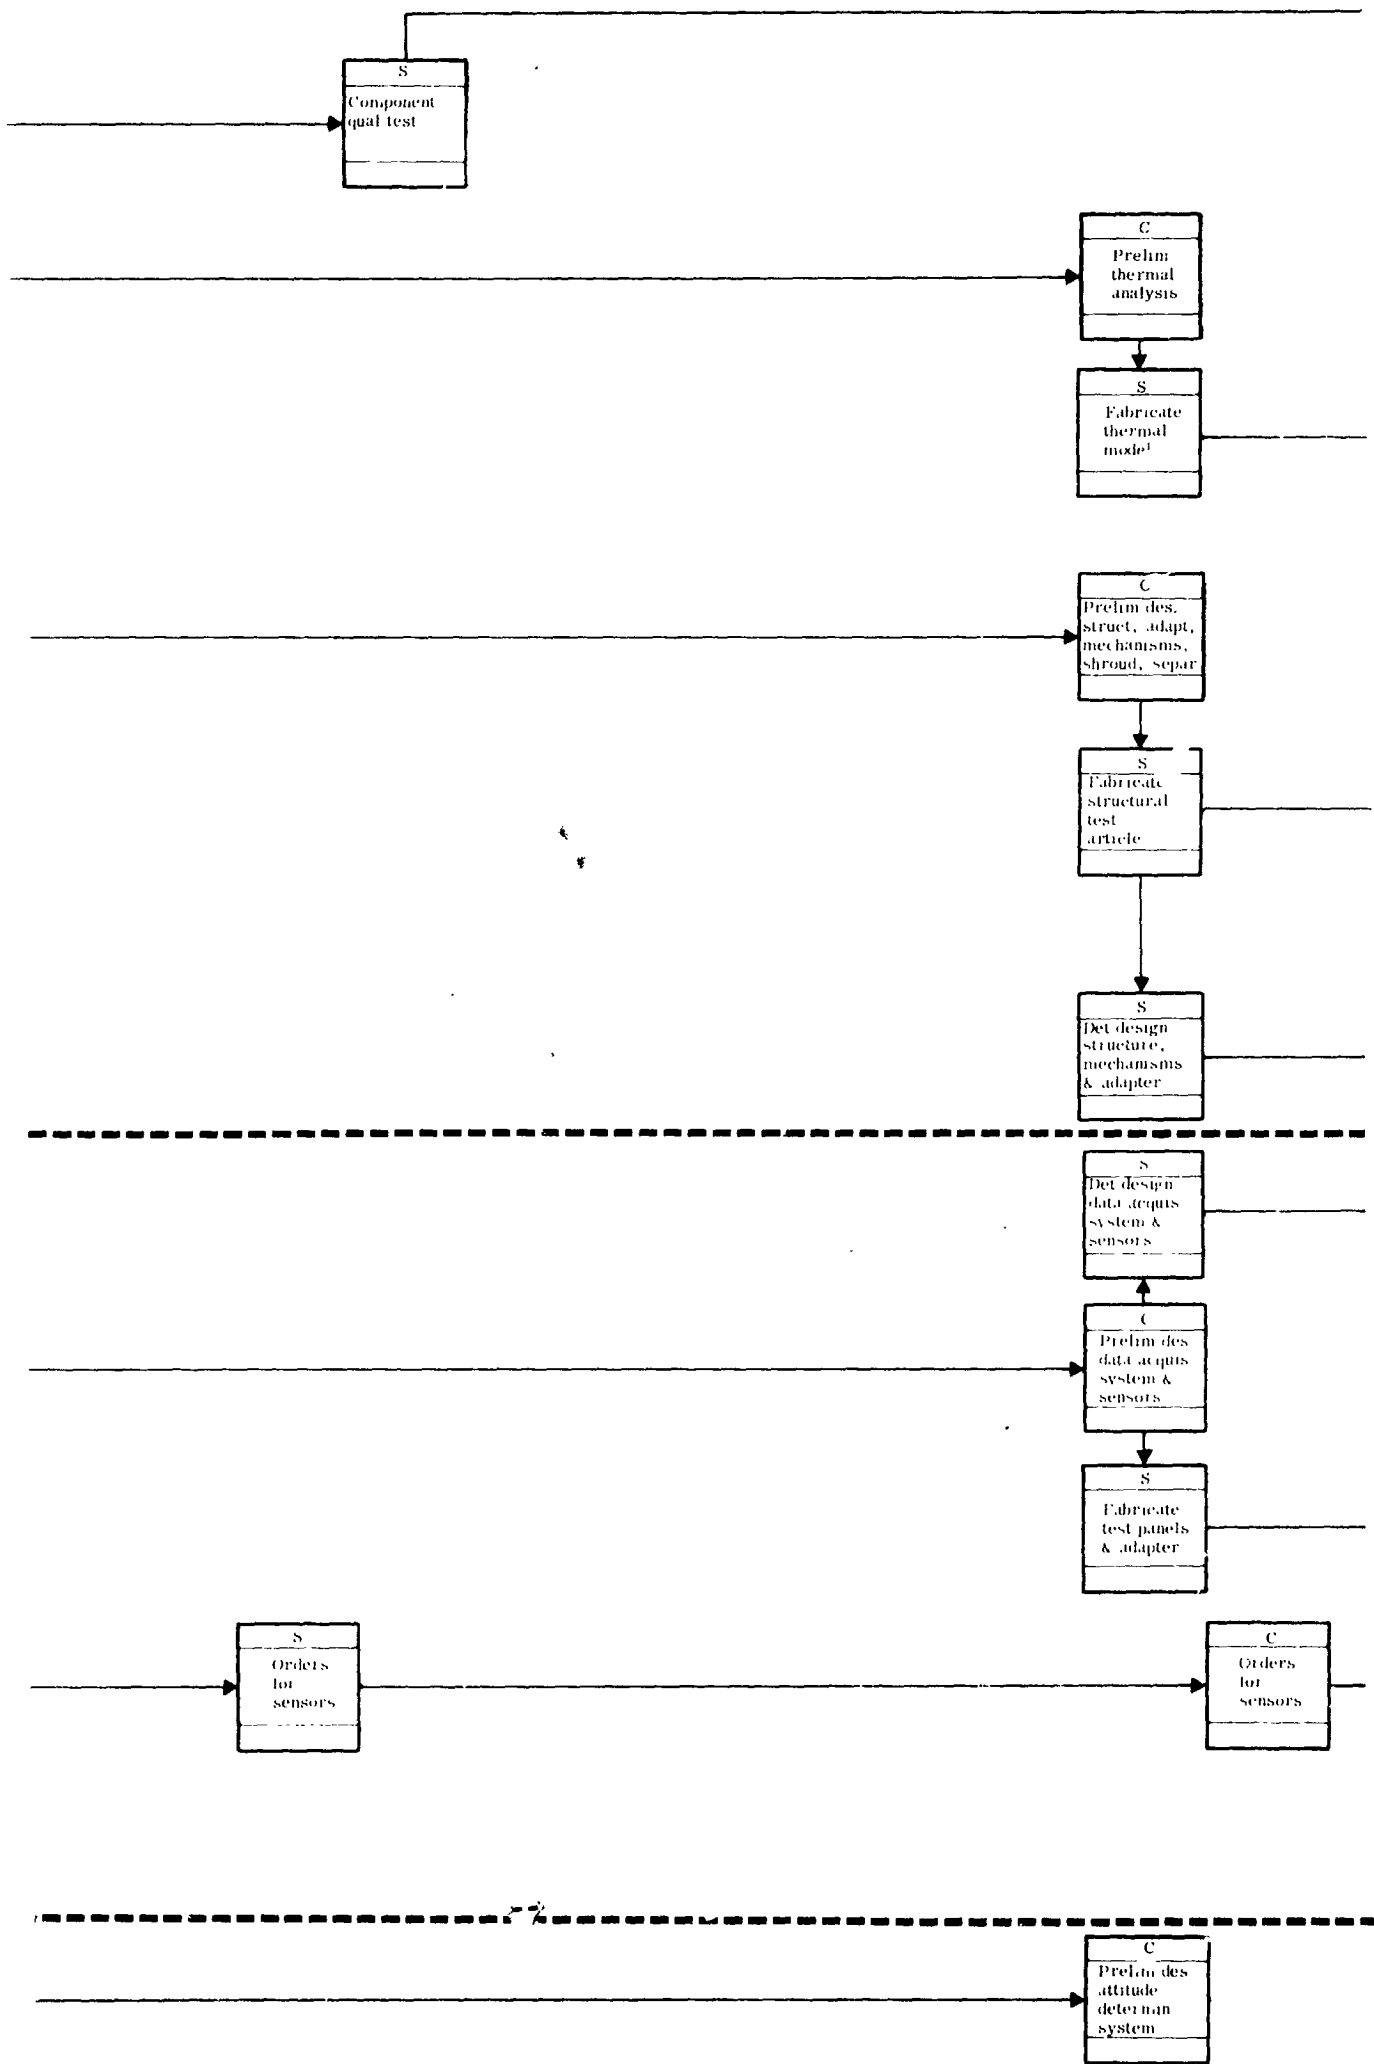 S
Component
qual test
C
Prelim
thermal
analysis
S
Fabricate
thermal
model
C
Prelim des.
struct, adapt,
mechanisms,
shroud, separ
S
Fabricate
structural
test
article
S
Det design
structure,
mechanisms
& adapter
S
Det design
data acquis
system &
sensors
C
Prelim des
data acquis
system &
sensors
S
Fabricate
test panels
& adapter
S
Orders
for
sensors
C
Orders
for
sensors
C
Prelim des
attitude
determan
system